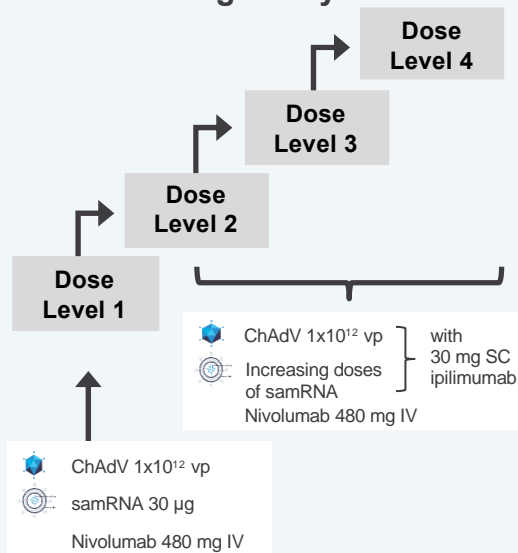 Dose
Level 4
Dose
Level 3
Dose
Level 2
Dose
Level 1
ChAdV 1x10¹² vp
Increasing doses
of samRNA
Nivolumab 480 mg IV
with
30 mg SC
ipilimumab
ChAdV 1x10¹² vp
samRNA 30 µg
Nivolumab 480 mg IV